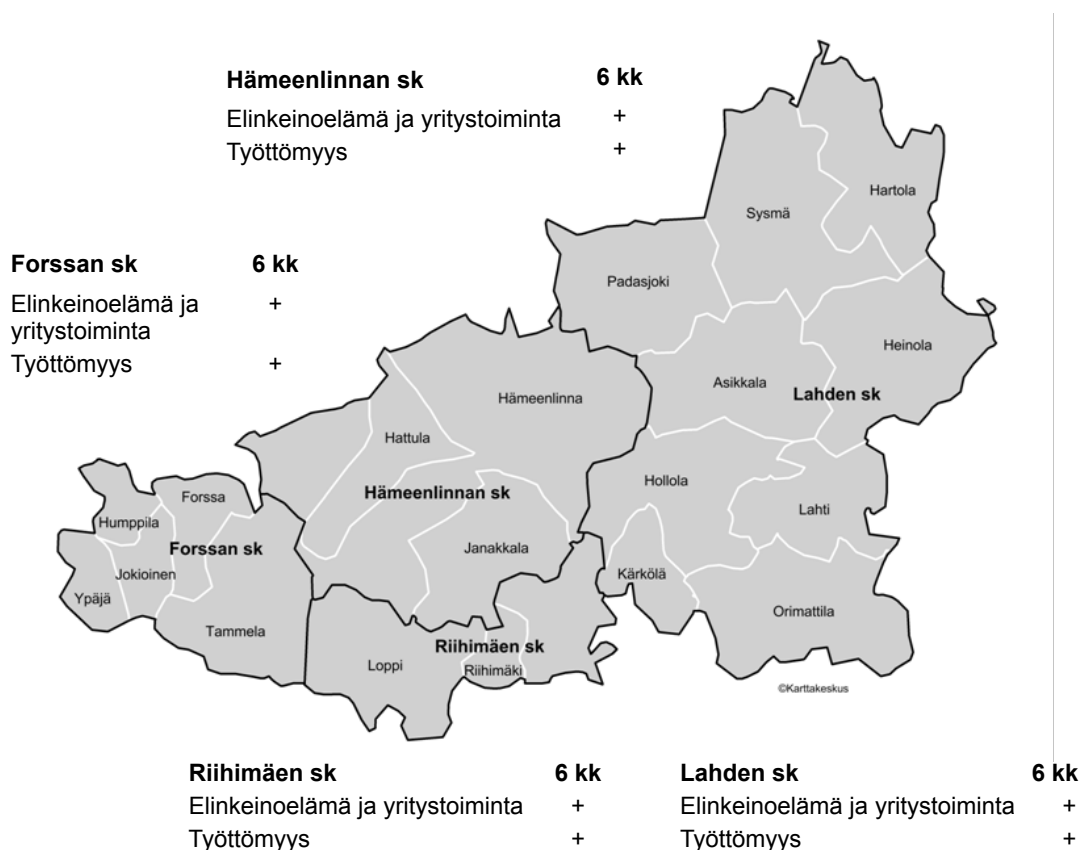 Hämeenlinnan sk 6 kk
Elinkeinoelämä ja yritystoiminta +
Työttömyys +
Forssan sk 6 kk
Elinkeinoelämä ja +
yritystoiminta
Työttömyys +
Hartola
Sysmä
Padasjoki
Heinola
Asikkala
Lahden sk
Hämeenlinna
Hattula
Hollola
Hämeenlinnan sk
Forssa
Lahti
Humppila
Forssan sk
Janakkala
Jokioinen
Kärkölä
Ypäjä
Orimattila
Tammela
Riihimäen sk
Loppi
Riihimäki
©Karttakeskus
Riihimäen sk 6 kk
Elinkeinoelämä ja yritystoiminta +
Työttömyys +
Lahden sk 6 kk
Elinkeinoelämä ja yritystoiminta +
Työttömyys +